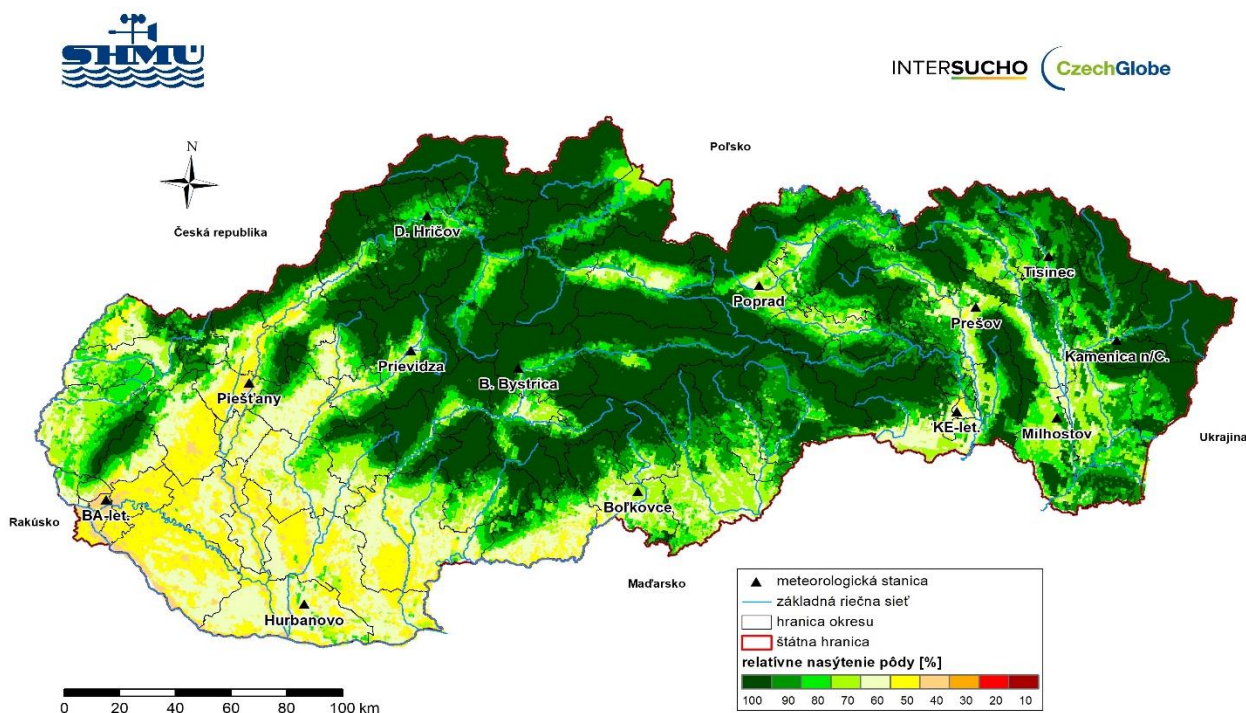 SHMÚ
INTERSUCHO CzechGlobe
N
Poľsko
Česká republika
D. Hričov
Tisinec
Poprad
Prešov
Kamenica n/C.
Prievidza
B. Bystrica
Piešťany
KE-let.
Milhostov
Ukrajina
BA-let.
Rakúsko
Boľkovce
Maďarsko
Hurbanovo
meteorologická stanica
základná riečna sieť
hranica okresu
štátna hranica
relatívne nasýtenie pôdy [%]
100 90 80 70 60 50 40 30 20 10
0 20 40 60 80 100 km